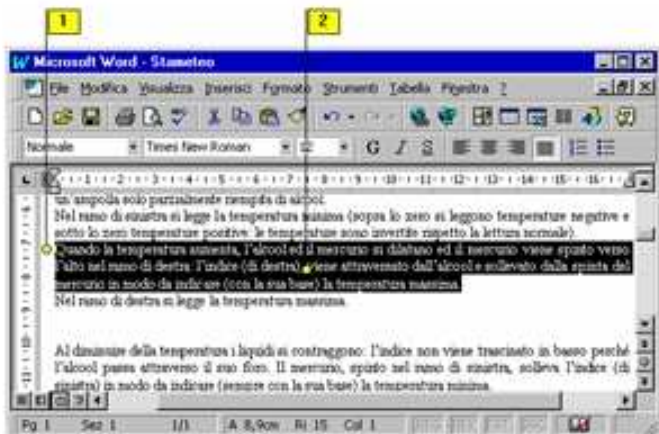 1 2
Microsoft Word - Stameteo
File Modifica Visualizza Inserisci Formato Strumenti Tabella Finestra ?
Normale Times New Roman 12 G I S
un'ampolla solo parzialmente riempita di alcool.
Nel ramo di sinistra si legge la temperatura minima (sopra lo zero si leggono temperature negative e
sotto lo zero temperature positive: le temperature sono invertite rispetto la lettura normale).
Quando la temperatura aumenta, l'alcool ed il mercurio si dilatano ed il mercurio viene spinto verso
l'alto nel ramo di destra. l'indice (di destra) viene attraversato dall'alcool e sollevato dalla spinta del
mercurio in modo da indicare (con la sua base) la temperatura massima.
Nel ramo di destra si legge la temperatura massima.
Al diminuire della temperatura i liquidi si contraggono: l'indice non viene trascinato in basso perché
l'alcool passa attraverso il suo foro. Il mercurio, spinto nel ramo di sinistra, solleva l'indice (di
sinistra) in modo da indicare (sempre con la sua base) la temperatura minima.
Pg 1 Sez 1 1/1 A 8,9cm Ri 15 Col 1